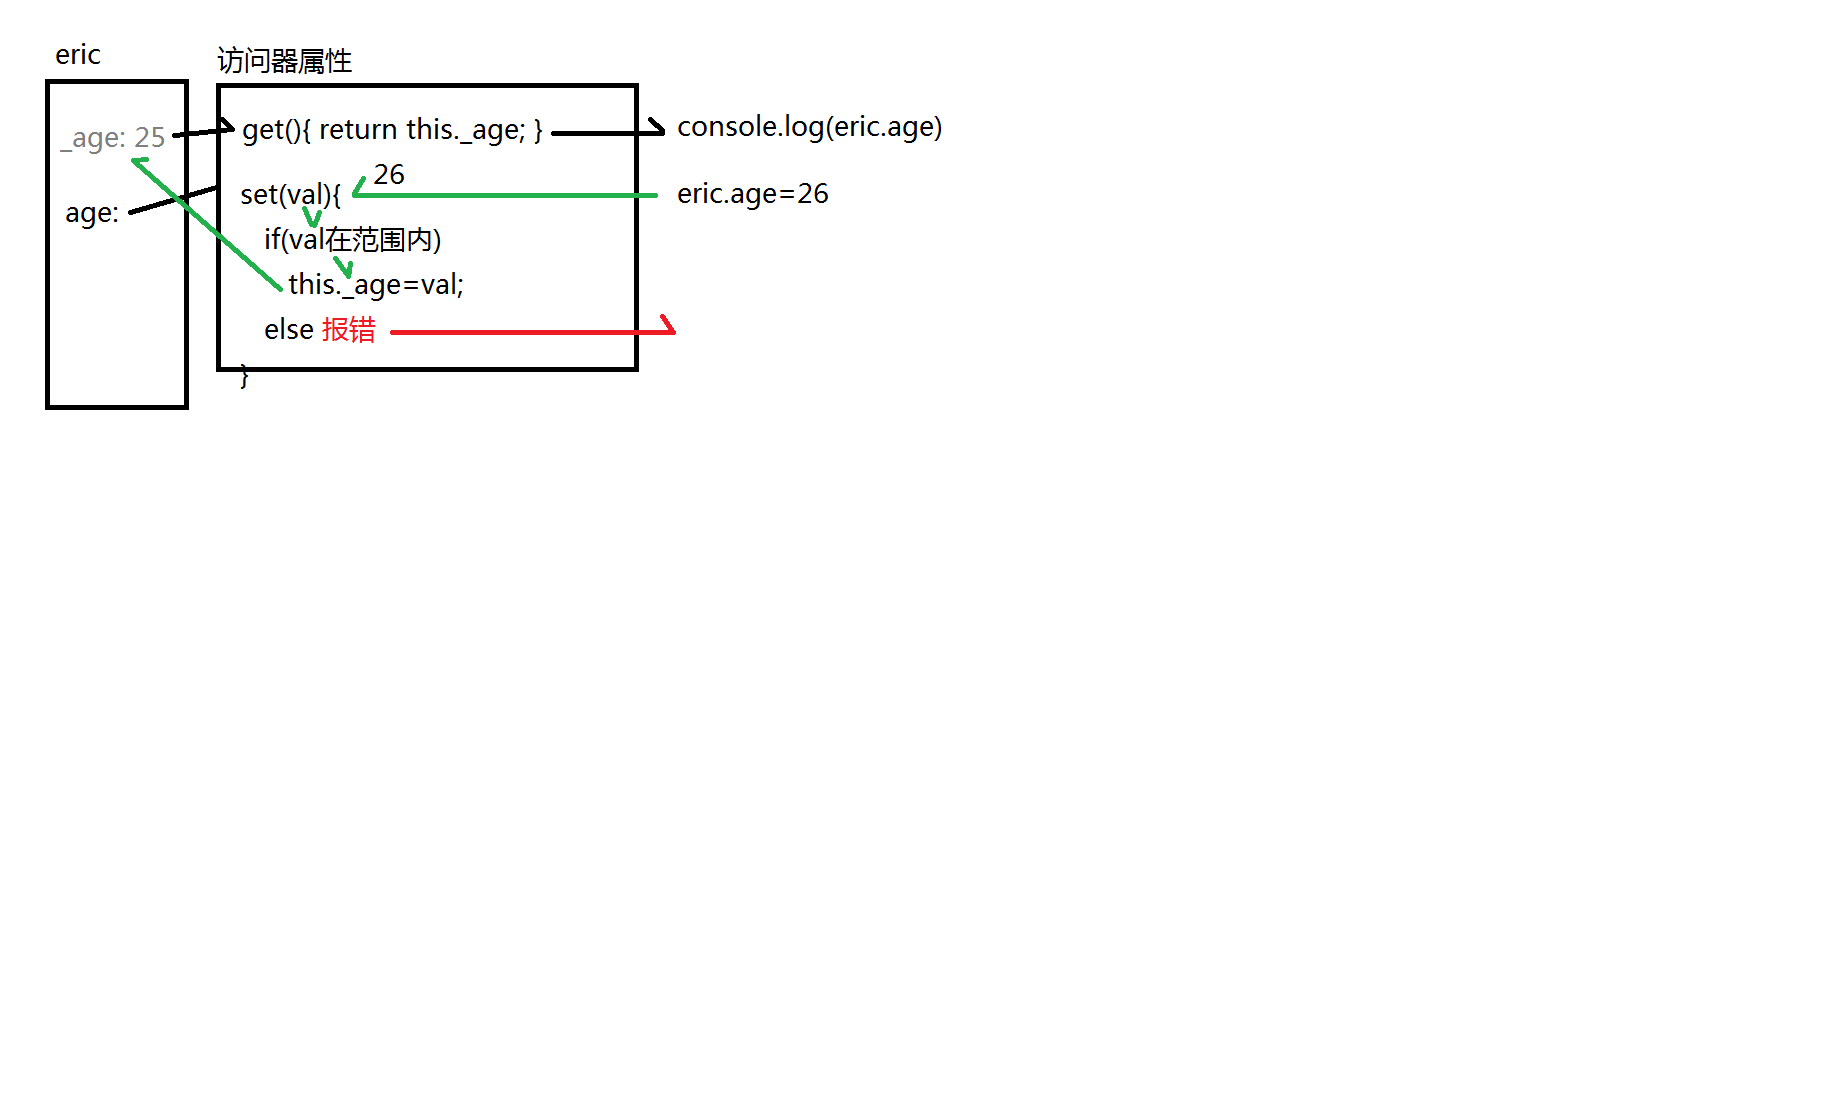 eric
访问器属性
_age: 25
get(){ return this._age; }
console.log(eric.age)
26
set(val){
eric.age=26
age:
if(val在范围内)
this._age=val;
else 报错
}